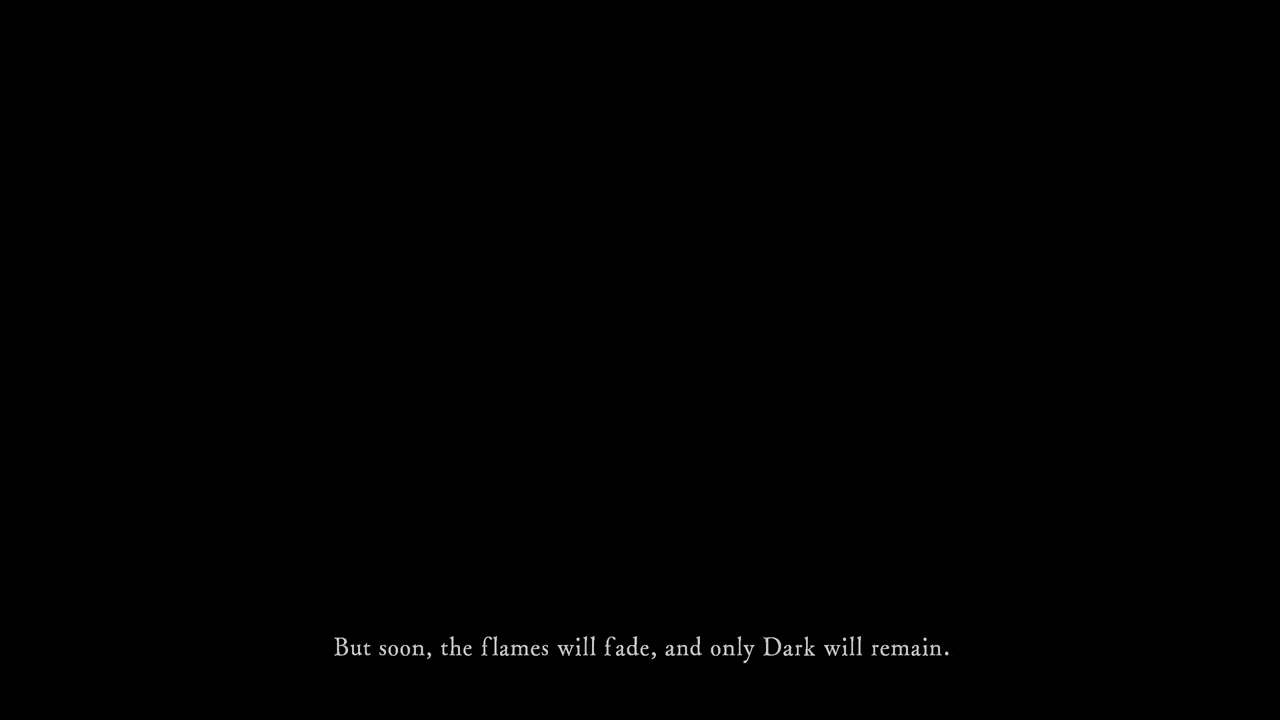 But soon, the flames will fade, and only Dark will remain.